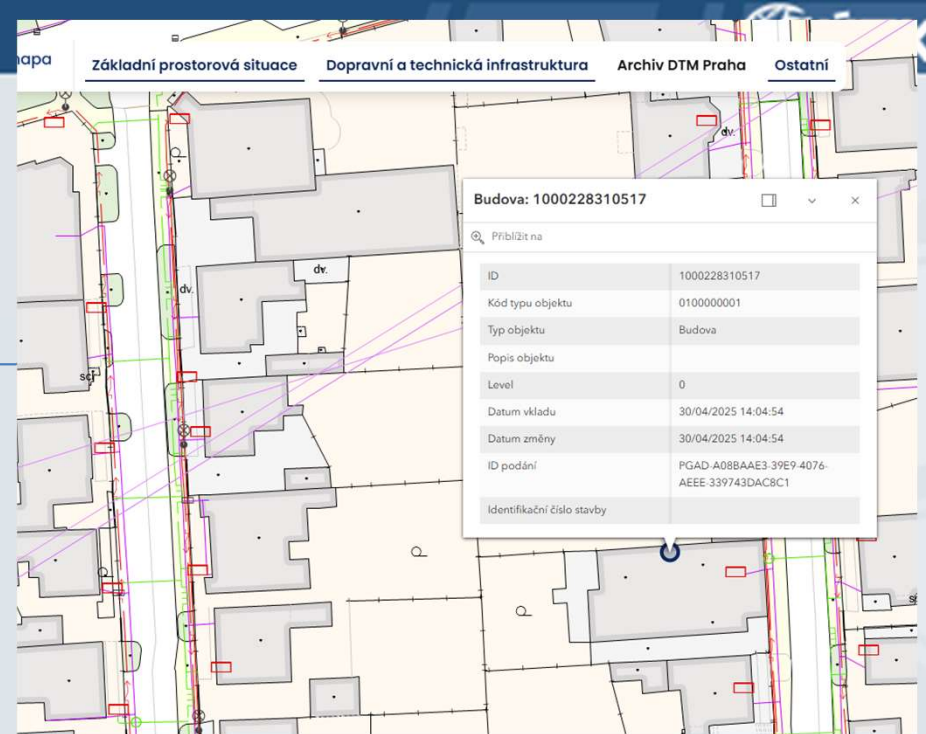 Základní prostorová situace Dopravní a technická infrastruktura Archiv DTM Praha Ostatní
dv.
Budova: 1000228310517
Přiblížit na
dv.
ID 1000228310517
dv.
Kód typu objektu 0100000001
Typ objektu Budova
Popis objektu
Level 0
Datum vkladu 30/04/2025 14:04:54
Datum změny 30/04/2025 14:04:54
ID podání PGAD-A08BAAE3-39E9-4076-
AEEE-339743DAC8C1
Identifikační číslo stavby